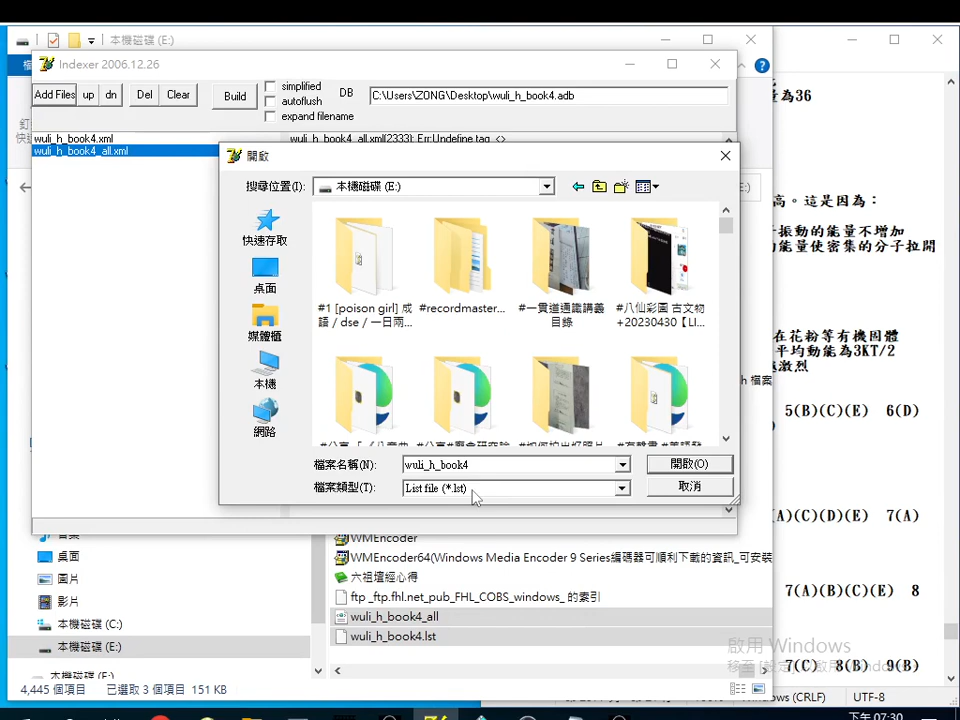 本機磁碟 (E:)
Indexer 2006.12.26
Add Files up dn Del Clear Build
simplified
autoflush
expand filename
DB C:\Users\ZONG\Desktop\wuli_h_book4.adb
量為36
wuli_h_book4.xml
wuli_h_book4_all.xml
wuli_h_book4_all.xml(2333): Err:Undefine tag <>
開啟
搜尋位置(I): 本機磁碟 (E:)
高。這是因為：
振動的能量不增加
能量使密集的分子拉開
快速存取
桌面
媒體櫃
本機
網路
#1 [poison girl] 成語 / dse / 一日兩...
#recordmaster...
#一貫道通識講義目錄
#八仙彩圖 古文物+20230430【LI...
在花粉等有機固體
平均動能為3KT/2
激烈
h 檔案
5(B)(C)(E) 6(D)
檔案名稱(N): wuli_h_book4 開啟(O)
檔案類型(T): List file (*.lst) 取消
(A)(C)(D)(E) 7(A)
桌面
圖片
影片
本機磁碟 (C:)
本機磁碟 (E:)
本機磁碟 (E:)
WMEncoder
WMEncoder64(Windows Media Encoder 9 Series編碼器可順利下載的資訊_可安裝
六祖壇經心得
ftp _ftp.fhl.net_pub_FHL_COBS_windows_ 的索引
wuli_h_book4_all
wuli_h_book4.lst
7(A)(B)(C)(E) 8
啟用 Windows
7(C) 8(B) 9(B)
4,445 個項目 已選取 3 個項目 151 KB
(CRLF) UTF-8
下午 07:30